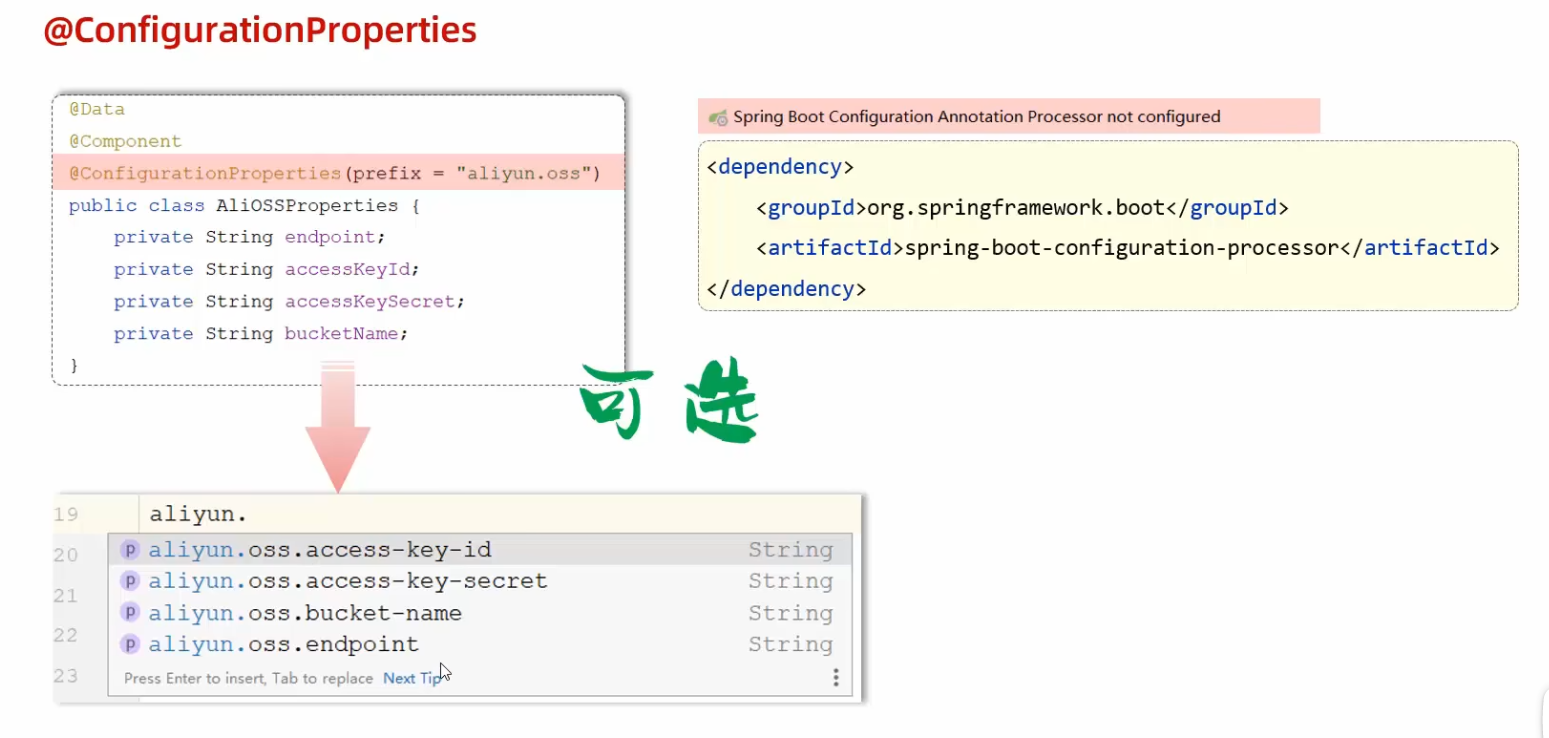 @ConfigurationProperties
@Data
@Component
@ConfigurationProperties(prefix = "aliyun.oss")
public class AliOSSProperties {
    private String endpoint;
    private String accessKeyId;
    private String accessKeySecret;
    private String bucketName;
}
Spring Boot Configuration Annotation Processor not configured
<dependency>
    <groupId>org.springframework.boot</groupId>
    <artifactId>spring-boot-configuration-processor</artifactId>
</dependency>
可选
19 aliyun.
20 p aliyun.oss.access-key-id String
p aliyun.oss.access-key-secret String
21 p aliyun.oss.bucket-name String
22 p aliyun.oss.endpoint String
23 Press Enter to insert, Tab to replace Next Tip